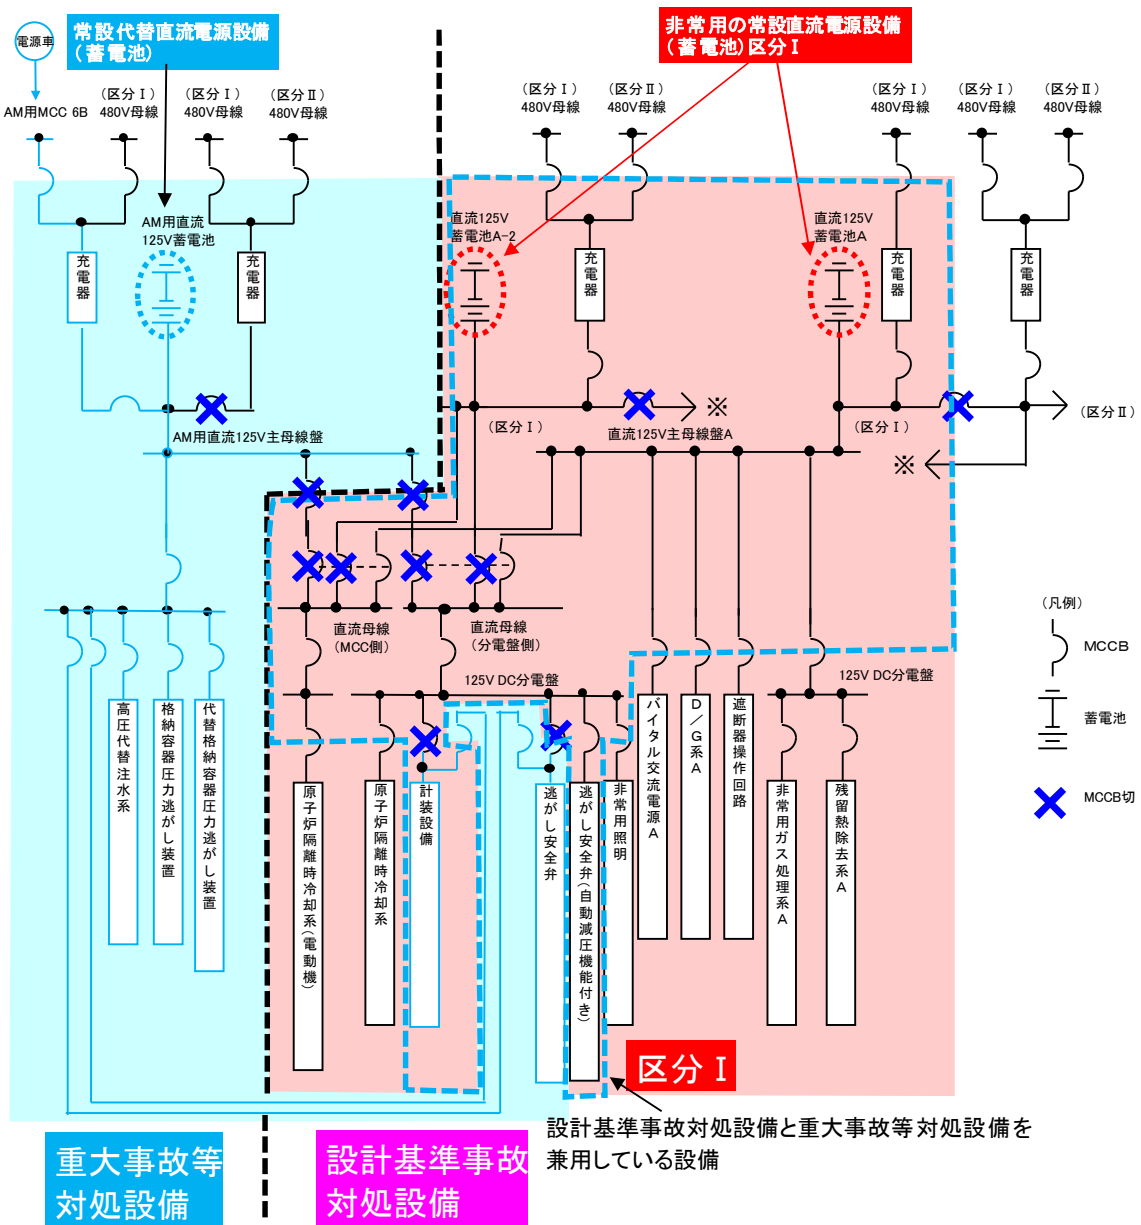 電源車
常設代替直流電源設備
(蓄電池)
非常用の常設直流電源設備
(蓄電池)区分Ⅰ
AM用MCC 6B
(区分Ⅰ)
480V母線
(区分Ⅰ)
480V母線
(区分Ⅱ)
480V母線
(区分Ⅰ)
480V母線
(区分Ⅱ)
480V母線
(区分Ⅰ)
480V母線
(区分Ⅰ)
480V母線
(区分Ⅱ)
480V母線
AM用直流
125V蓄電池
直流125V
蓄電池A-2
直流125V
蓄電池A
充電器
充電器
充電器
充電器
充電器
※
(区分Ⅱ)
AM用直流125V主母線盤
(区分Ⅰ)
直流125V主母線盤A
(区分Ⅰ)
※
直流母線
(MCC側)
直流母線
(分電盤側)
125V DC分電盤
125V DC分電盤
(凡例)
MCCB
蓄電池
MCCB切
高圧代替注水系
格納容器圧力逃がし装置
代替格納容器圧力逃がし装置
原子炉隔離時冷却系(電動機)
原子炉隔離時冷却系
計装設備
逃がし安全弁
逃がし安全弁(自動減圧機能付き)
非常用照明
バイタル交流電源A
D/G系A
遮断器操作回路
非常用ガス処理系A
残留熱除去系A
区分Ⅰ
設計基準事故対処設備と重大事故等対処設備を
兼用している設備
重大事故等
対処設備
設計基準事故
対処設備